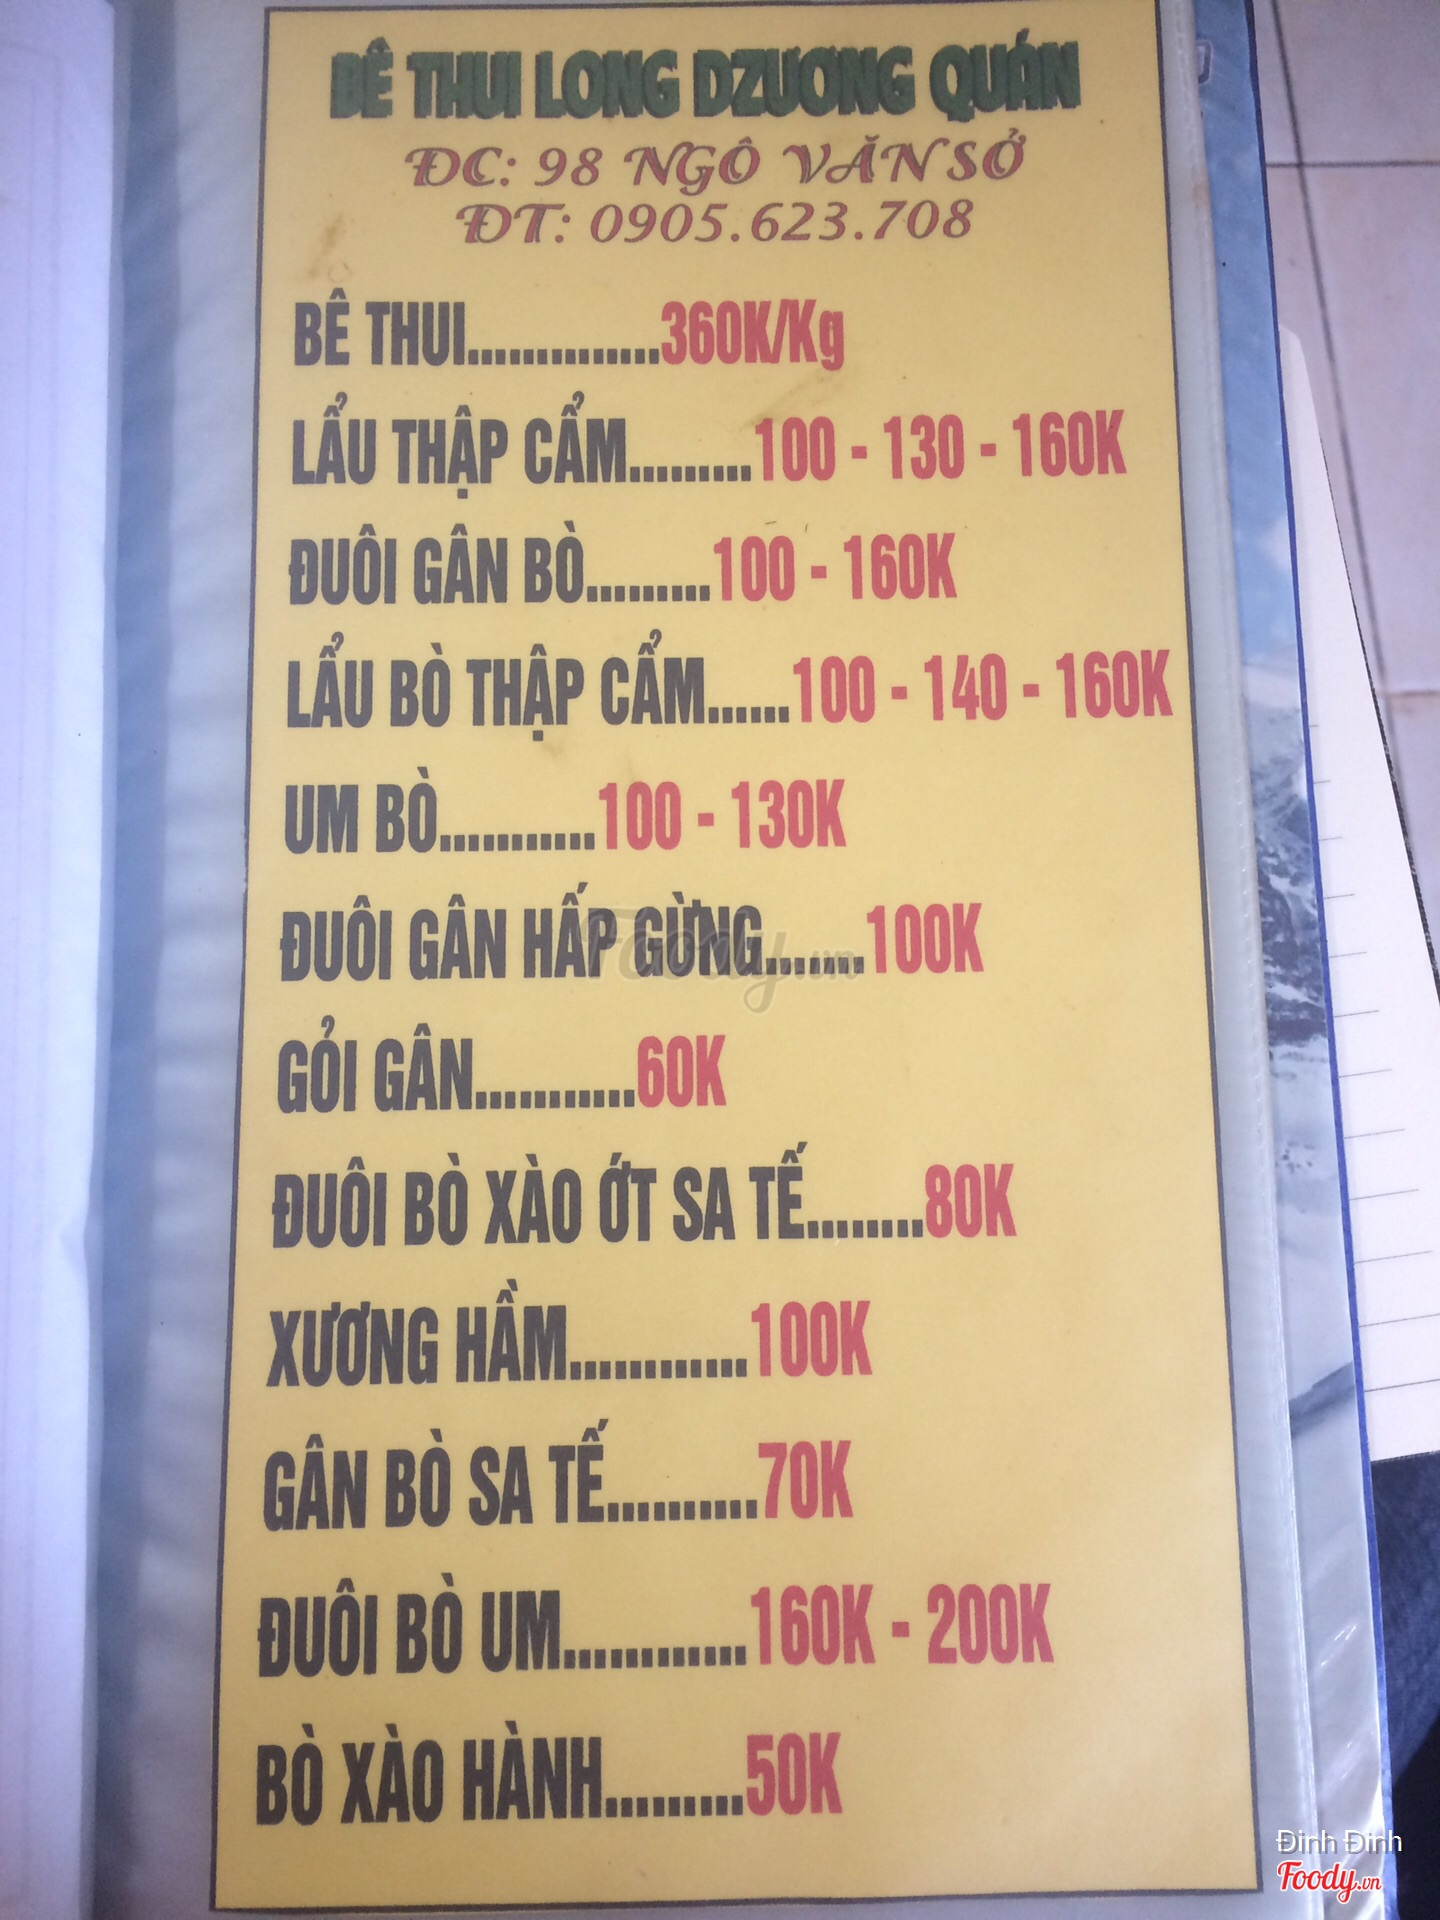 BÊ THUI LONG DZƯƠNG QUÁN
ĐC: 98 NGÔ VĂN SỞ
ĐT: 0905.623.708
BÊ THUI..............360K/Kg
LẨU THẬP CẨM.........100 - 130 - 160K
ĐUÔI GÂN BÒ.........100 - 160K
LẨU BÒ THẬP CẨM......100 - 140 - 160K
UM BÒ...........100 - 130K
ĐUÔI GÂN HẤP GỪNG.......100K
GỎI GÂN...........60K
ĐUÔI BÒ XÀO ỚT SA TẾ........80K
XƯƠNG HẦM............100K
GÂN BÒ SA TẾ..........70K
ĐUÔI BÒ UM............160K - 200K
BÒ XÀO HÀNH.........50K
Foody.vn
Đinh Đinh
Foody.vn